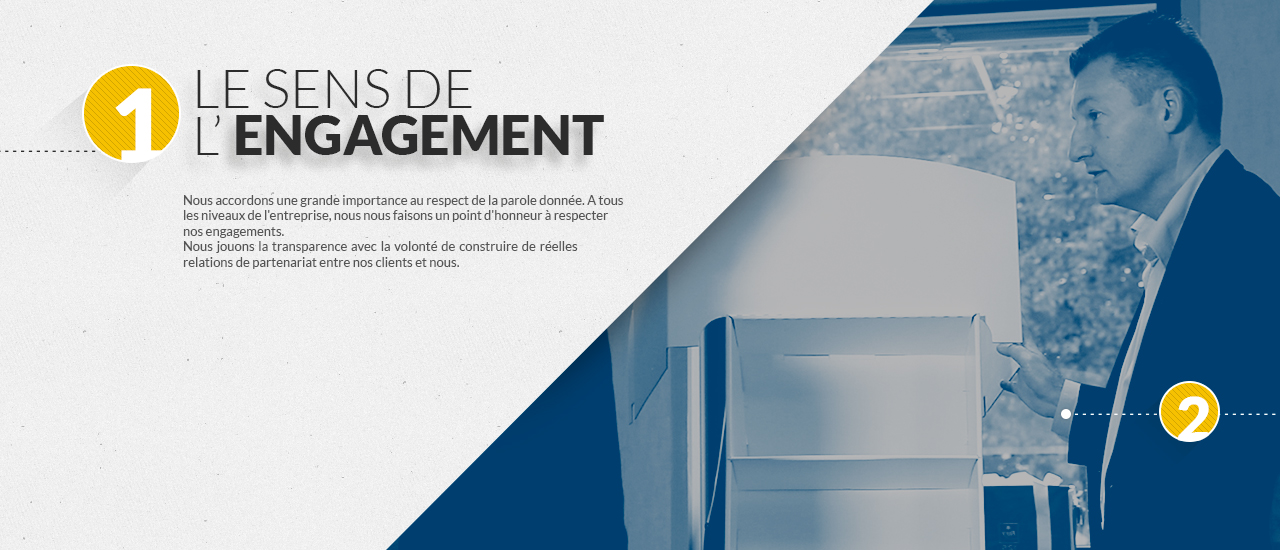 1
LE SENS DE
L’ ENGAGEMENT
Nous accordons une grande importance au respect de la parole donnée. A tous
les niveaux de l'entreprise, nous nous faisons un point d'honneur à respecter
nos engagements.
Nous jouons la transparence avec la volonté de construire de réelles
relations de partenariat entre nos clients et nous.
2